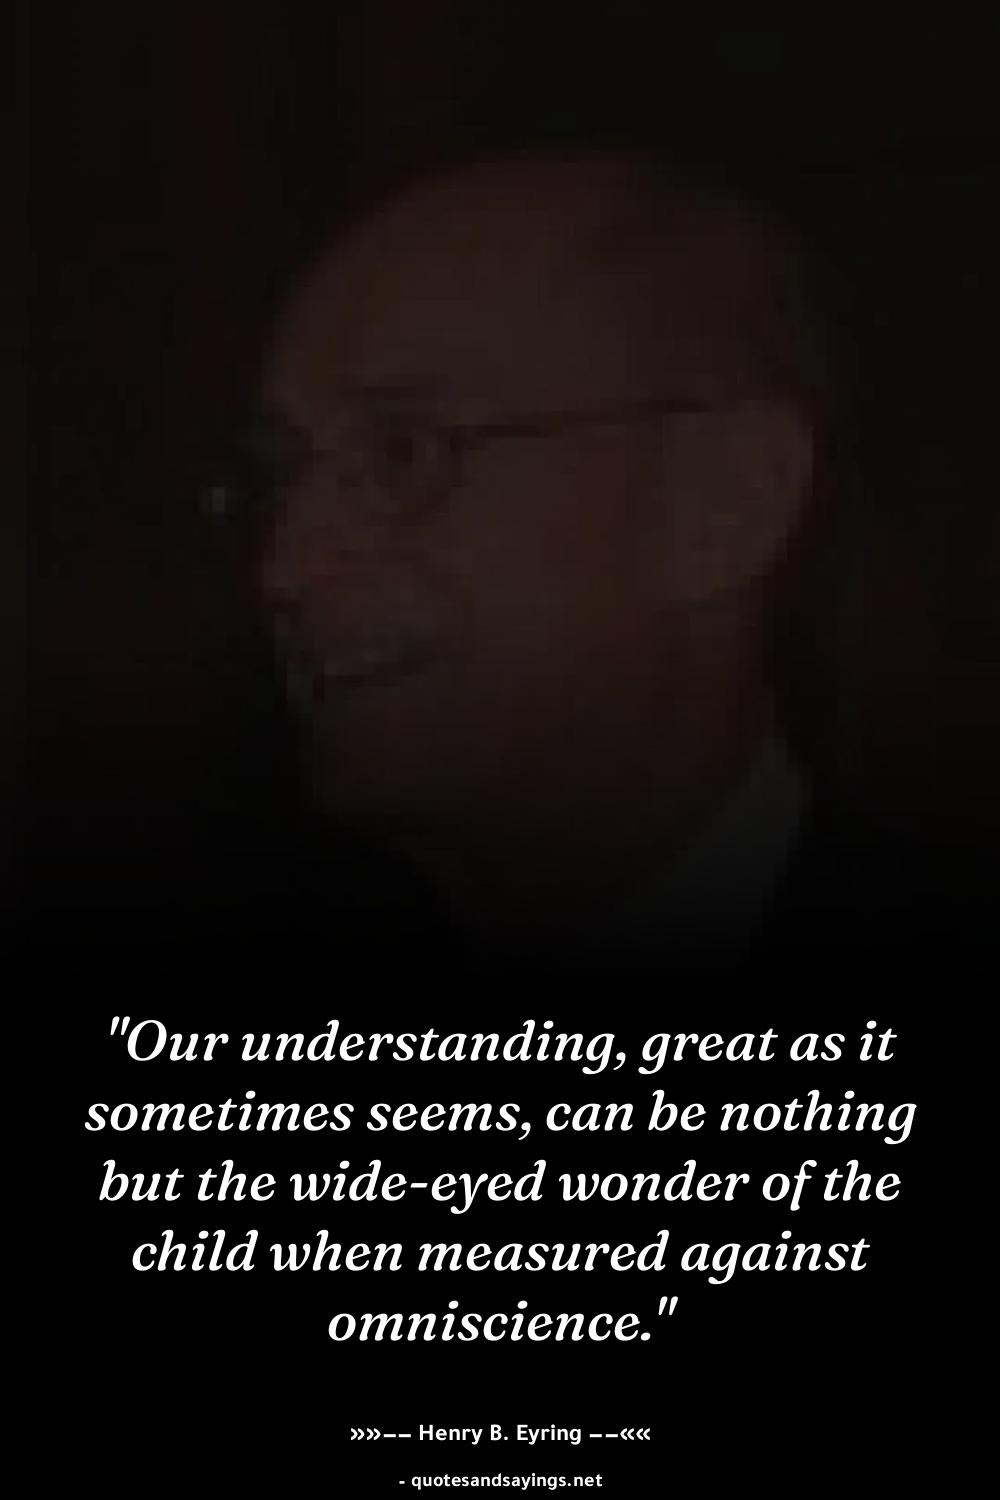 "Our understanding, great as it
sometimes seems, can be nothing
but the wide-eyed wonder of the
child when measured against
omniscience."
»»–– Henry B. Eyring ––««
- quotesandsayings.net